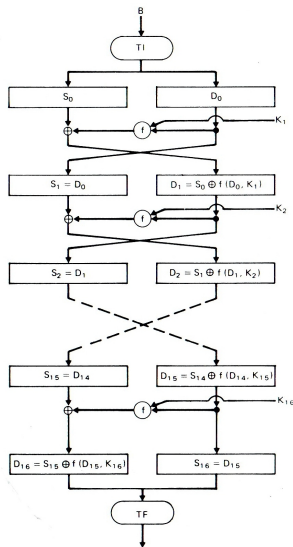 B
TI
S₀
D₀
K₁
⊕
f
S₁ = D₀
D₁ = S₀ ⊕ f (D₀, K₁)
K₂
⊕
f
S₂ = D₁
D₂ = S₁ ⊕ f (D₁, K₂)
S₁₅ = D₁₄
D₁₅ = S₁₄ ⊕ f (D₁₄, K₁₅)
K₁₆
⊕
f
D₁₆ = S₁₅ ⊕ f (D₁₅, K₁₆)
S₁₆ = D₁₅
TF